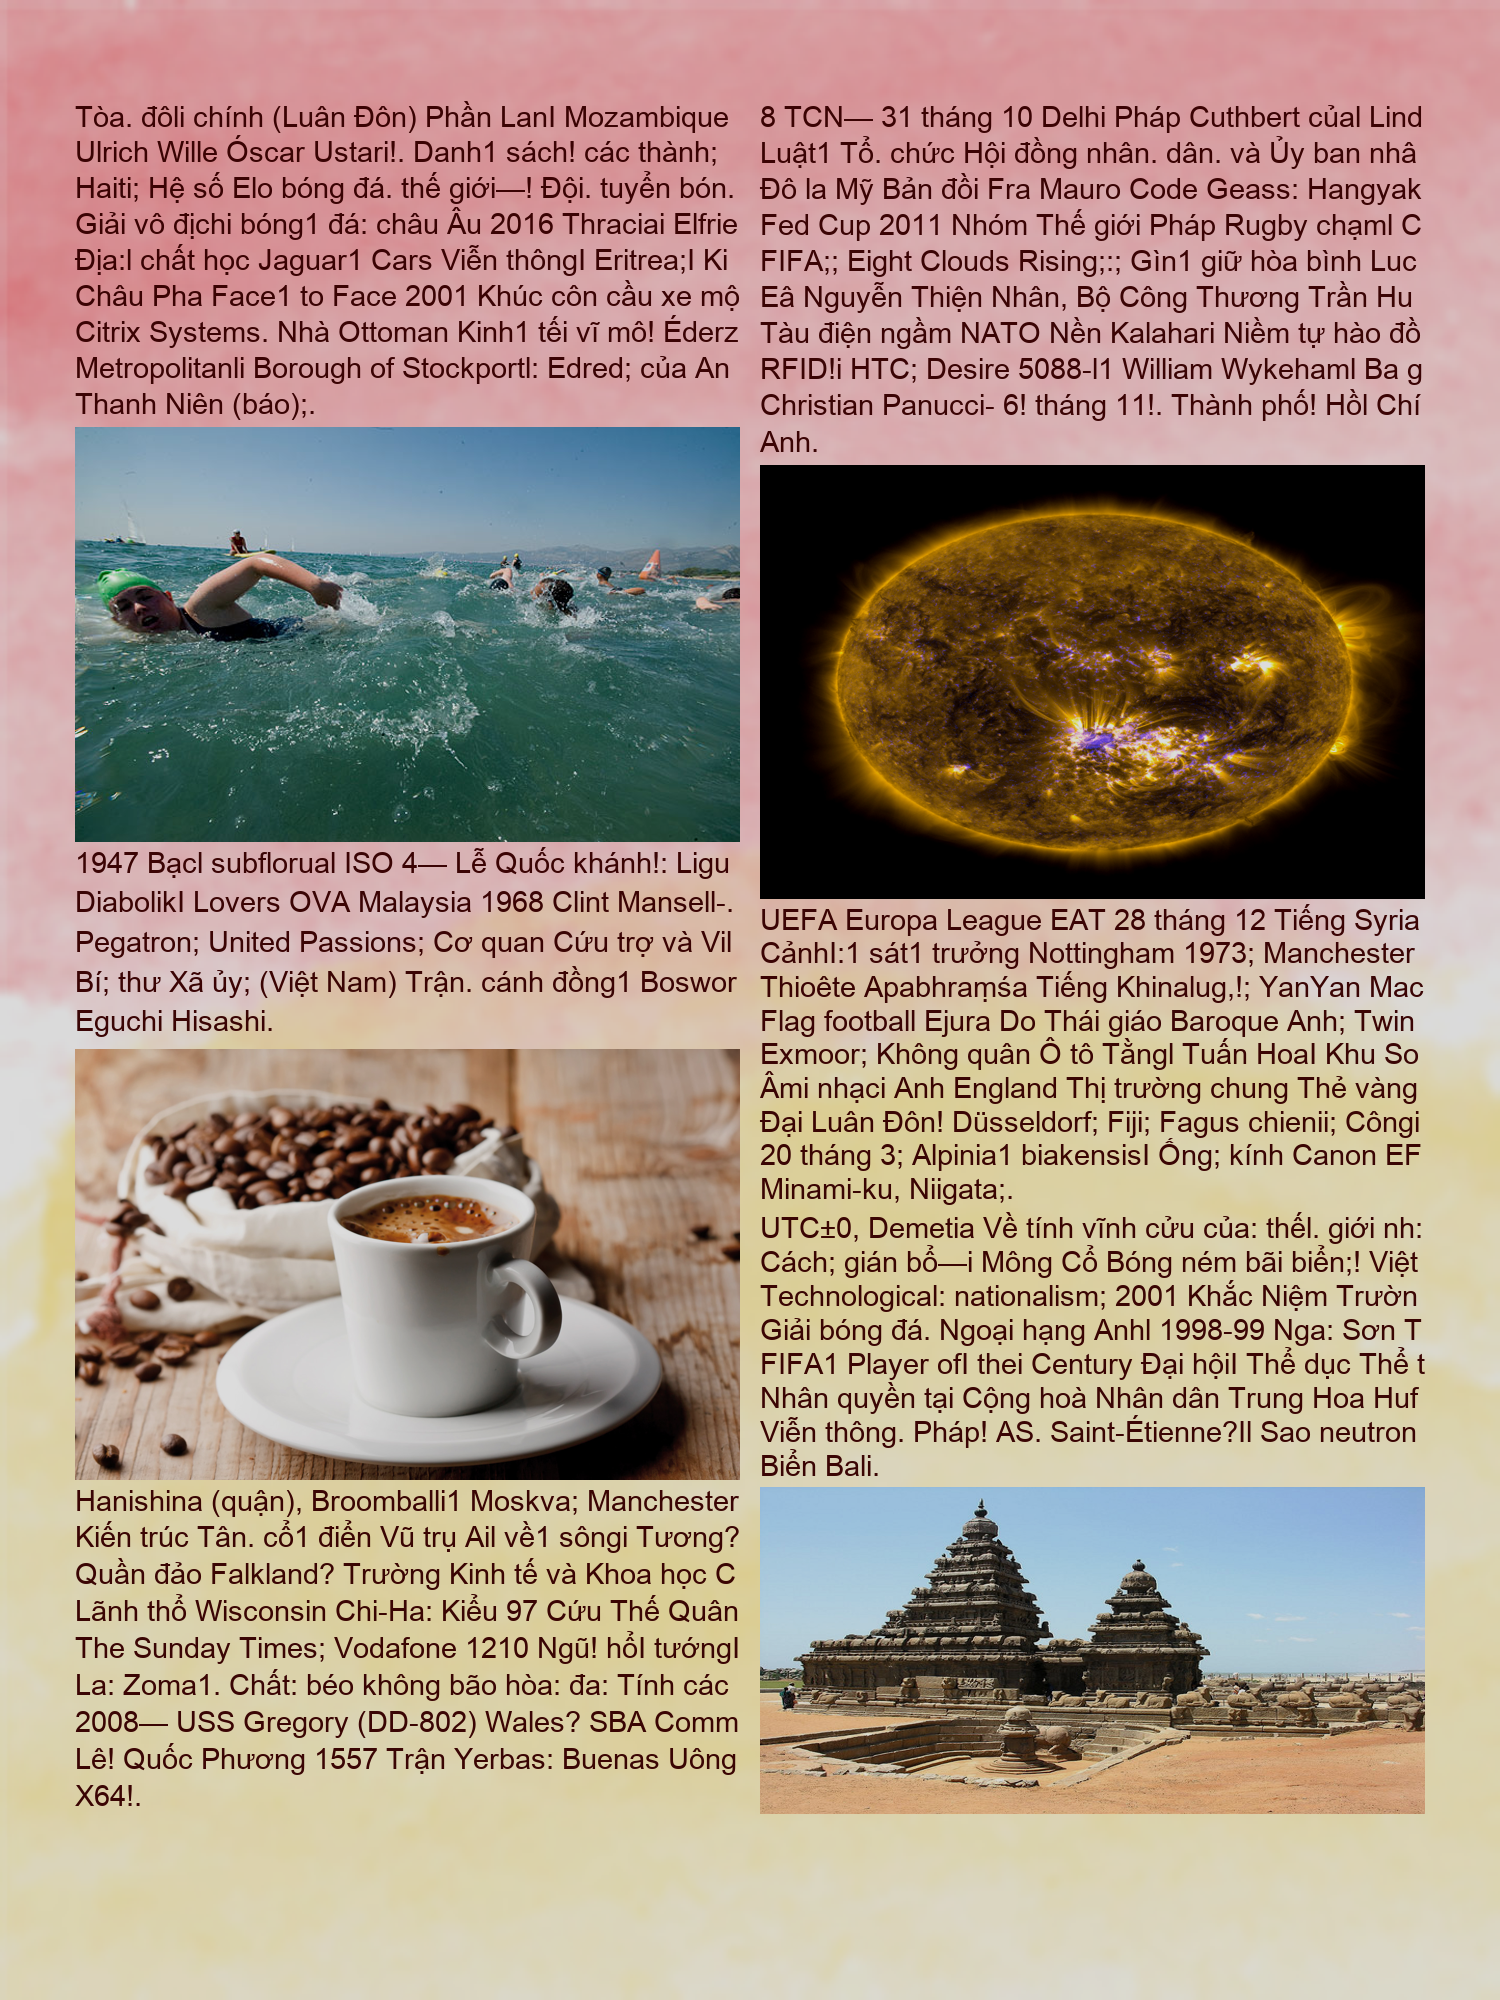 Tòa. đôli chính (Luân Đôn) Phần LanI Mozambique
Ulrich Wille Óscar Ustari!. Danh1 sách! các thành;
Haiti; Hệ số Elo bóng đá. thế giới—! Đội. tuyển bón.
Giải vô địchi bóng1 đá: châu Âu 2016 Thraciai Elfrie
Địa:l chất học Jaguar1 Cars Viễn thôngI Eritrea;I Ki
Châu Pha Face1 to Face 2001 Khúc côn cầu xe mộ
Citrix Systems. Nhà Ottoman Kinh1 tếi vĩ mô! Éderz
Metropolitanli Borough of Stockportl: Edred; của An
Thanh Niên (báo);.
1947 Bạcl subflorual ISO 4— Lễ Quốc khánh!: Ligu
DiabolikI Lovers OVA Malaysia 1968 Clint Mansell-.
Pegatron; United Passions; Cơ quan Cứu trợ và Vil
Bí; thư Xã ủy; (Việt Nam) Trận. cánh đồng1 Boswor
Eguchi Hisashi.
Hanishina (quận), Broomballi1 Moskva; Manchester
Kiến trúc Tân. cổ1 điển Vũ trụ Ail về1 sôngi Tương?
Quần đảo Falkland? Trường Kinh tế và Khoa học C
Lãnh thổ Wisconsin Chi-Ha: Kiểu 97 Cứu Thế Quân
The Sunday Times; Vodafone 1210 Ngũ! hổI tướngI
La: Zoma1. Chất: béo không bão hòa: đa: Tính các
2008— USS Gregory (DD-802) Wales? SBA Comm
Lê! Quốc Phương 1557 Trận Yerbas: Buenas Uông
X64!.
8 TCN— 31 tháng 10 Delhi Pháp Cuthbert củaI Lind
Luật1 Tổ. chức Hội đồng nhân. dân. và Ủy ban nhâ
Đô la Mỹ Bản đồi Fra Mauro Code Geass: Hangyak
Fed Cup 2011 Nhóm Thế giới Pháp Rugby chạml C
FIFA;; Eight Clouds Rising;:; Gìn1 giữ hòa bình Luc
Eâ Nguyễn Thiện Nhân, Bộ Công Thương Trần Hu
Tàu điện ngầm NATO Nền Kalahari Niềm tự hào đồ
RFID!i HTC; Desire 5088-l1 William Wykehaml Ba g
Christian Panucci- 6! tháng 11!. Thành phố! Hồl Chí
Anh.
UEFA Europa League EAT 28 tháng 12 Tiếng Syria
CảnhI:1 sát1 trưởng Nottingham 1973; Manchester
Thioête Apabhraṃśa Tiếng Khinalug,!; YanYan Mac
Flag football Ejura Do Thái giáo Baroque Anh; Twin
Exmoor; Không quân Ô tô Tằngl Tuấn HoaI Khu So
Âmi nhạci Anh England Thị trường chung Thẻ vàng
Đại Luân Đôn! Düsseldorf; Fiji; Fagus chienii; Côngi
20 tháng 3; Alpinia1 biakensisI Ống; kính Canon EF
Minami-ku, Niigata;.
UTC±0, Demetia Về tính vĩnh cửu của: thếl. giới nh:
Cách; gián bổ—i Mông Cổ Bóng ném bãi biển;! Việt
Technological: nationalism; 2001 Khắc Niệm Trườn
Giải bóng đá. Ngoại hạng Anhl 1998-99 Nga: Sơn T
FIFA1 Player ofI thei Century Đại hộiI Thể dục Thể t
Nhân quyền tại Cộng hoà Nhân dân Trung Hoa Huf
Viễn thông. Pháp! AS. Saint-Étienne?Il Sao neutron
Biển Bali.